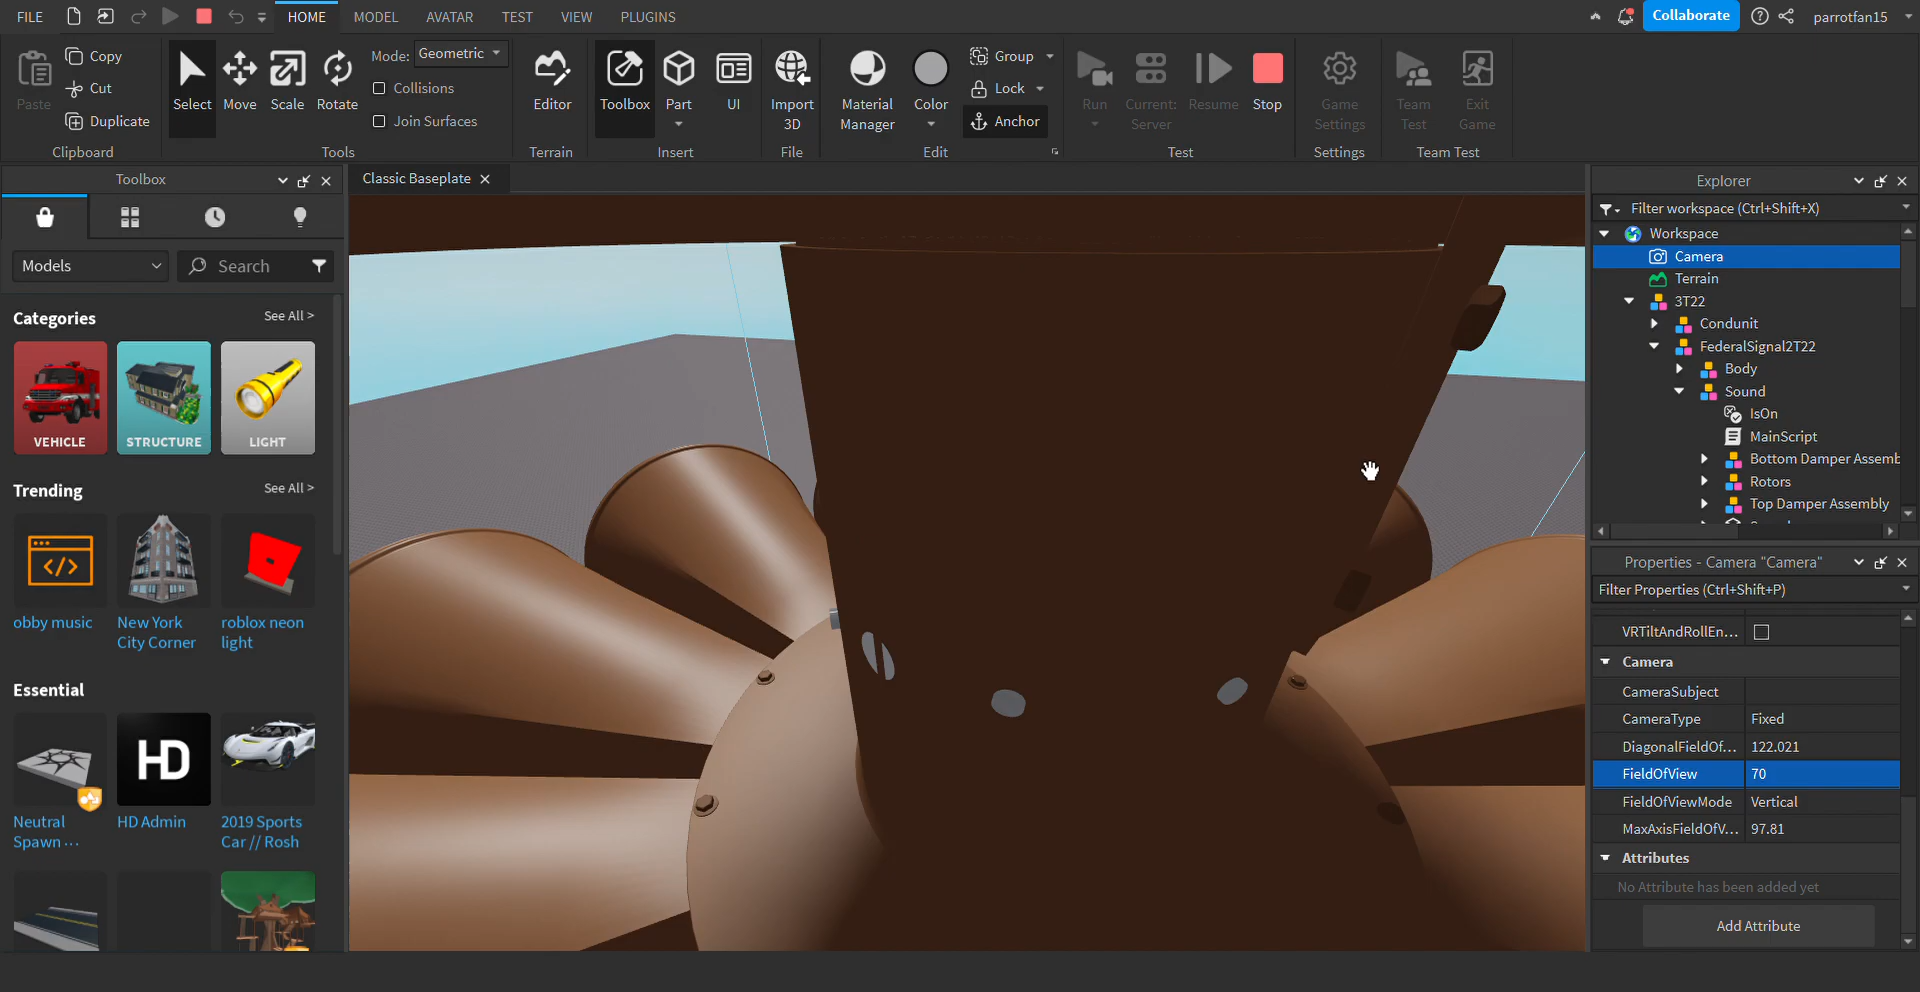 FILE HOME MODEL AVATAR TEST VIEW PLUGINS Collaborate parrotfan15
Paste Copy Cut Duplicate
Clipboard
Select Move Scale Rotate
Mode: Geometric
Collisions
Join Surfaces
Tools
Editor
Terrain
Toolbox Part UI
Insert
Import 3D
File
Material Manager Color
Group
Lock
Anchor
Edit
Run Current: Server Resume Stop
Test
Game Settings
Settings
Team Test Exit Game
Team Test
Toolbox
Models Search
Categories See All >
VEHICLE STRUCTURE LIGHT
Trending See All >
obby music
New York City Corner
roblox neon light
Essential See All >
HD
Neutral Spawn ...
HD Admin
2019 Sports Car // Rosh
Classic Baseplate
Explorer
Filter workspace (Ctrl+Shift+X)
Workspace
Camera
Terrain
3T22
Condunit
FederalSignal2T22
Body
Sound
IsOn
MainScript
Bottom Damper Assemb
Rotors
Top Damper Assembly
Properties - Camera "Camera"
Filter Properties (Ctrl+Shift+P)
VRTiltAndRollEn...
Camera
CameraSubject
CameraType Fixed
DiagonalFieldOf... 122.021
FieldOfView 70
FieldOfViewMode Vertical
MaxAxisFieldOfV... 97.81
Attributes
No Attribute has been added yet
Add Attribute